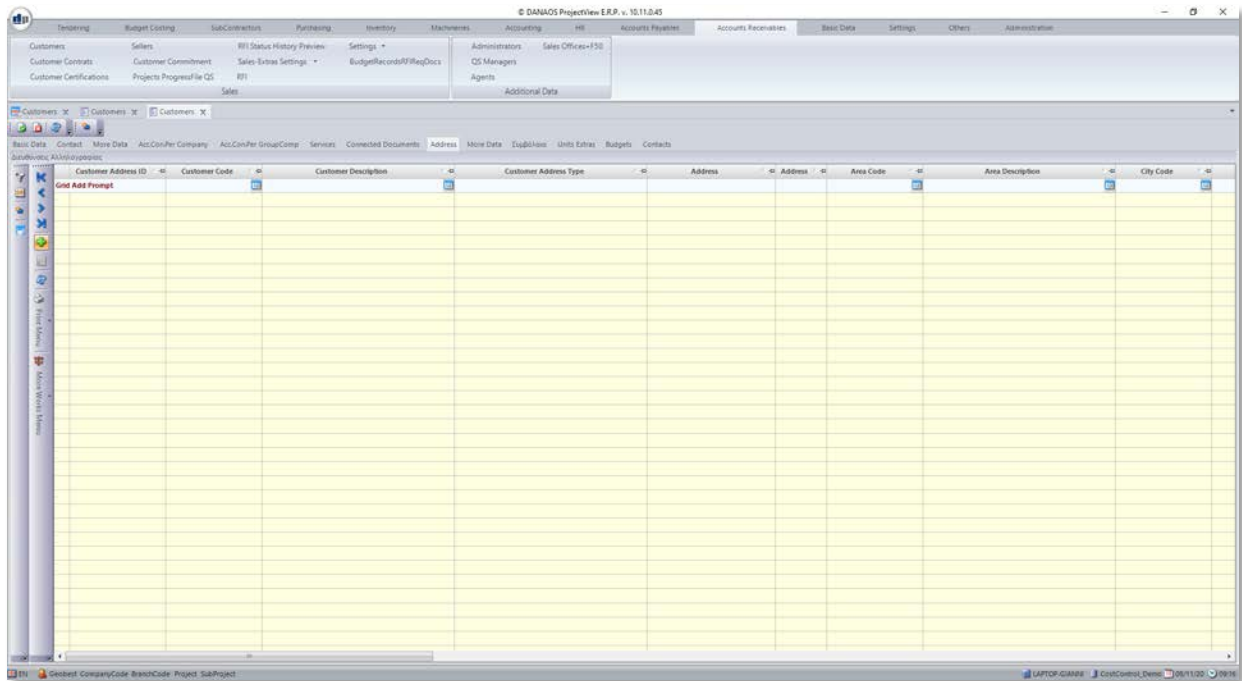 dp
© DANAOS ProjectView E.R.P. v. 10.11.0.45
Tendering Budget Costing SubContractors Purchasing Inventory Machineries Accounting HR Accounts Payables Accounts Receivables Basic Data Settings Others Administration
Customers Sellers RFI Status History Preview Settings Administrators Sales Offices=F50
Customer Contrats Customer Commitment Sales-Extras Settings BudgetRecordsRFIReqDocs QS Managers
Customer Certifications Projects ProgressFile QS RFI Agents
Sales Additional Data
Customers Customers Customers
Basic Data Contact More Data Acc.Con.Per Company Acc.Con.Per GroupComp Services Connected Documents Address More Data Συμβόλαια Units Extras Budgets Contacts
Διευθύνσεις Αλληλογραφίας
Customer Address ID Customer Code Customer Description Customer Address Type Address Address Area Code Area Description City Code
Grid Add Prompt
Print Menu
More Works Menu
EN Geobest CompanyCode BranchCode Project SubProject LAPTOP-GIANNI CostControl_Demo 09/11/20 09:16